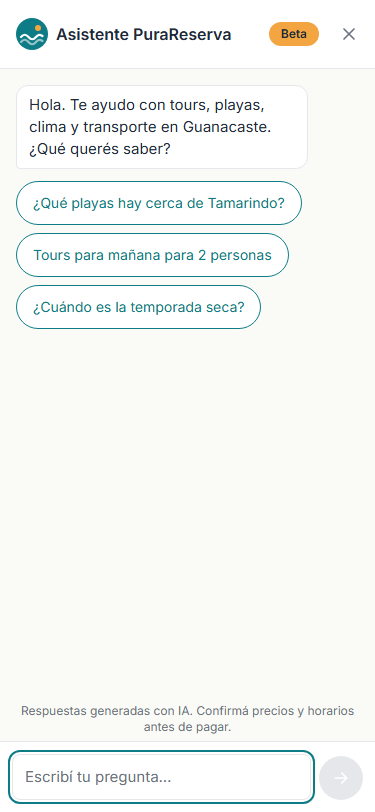 Asistente PuraReserva
Beta
Hola. Te ayudo con tours, playas,
clima y transporte en Guanacaste.
¿Qué querés saber?
¿Qué playas hay cerca de Tamarindo?
Tours para mañana para 2 personas
¿Cuándo es la temporada seca?
Respuestas generadas con IA. Confirmá precios y horarios
antes de pagar.
Escribí tu pregunta...